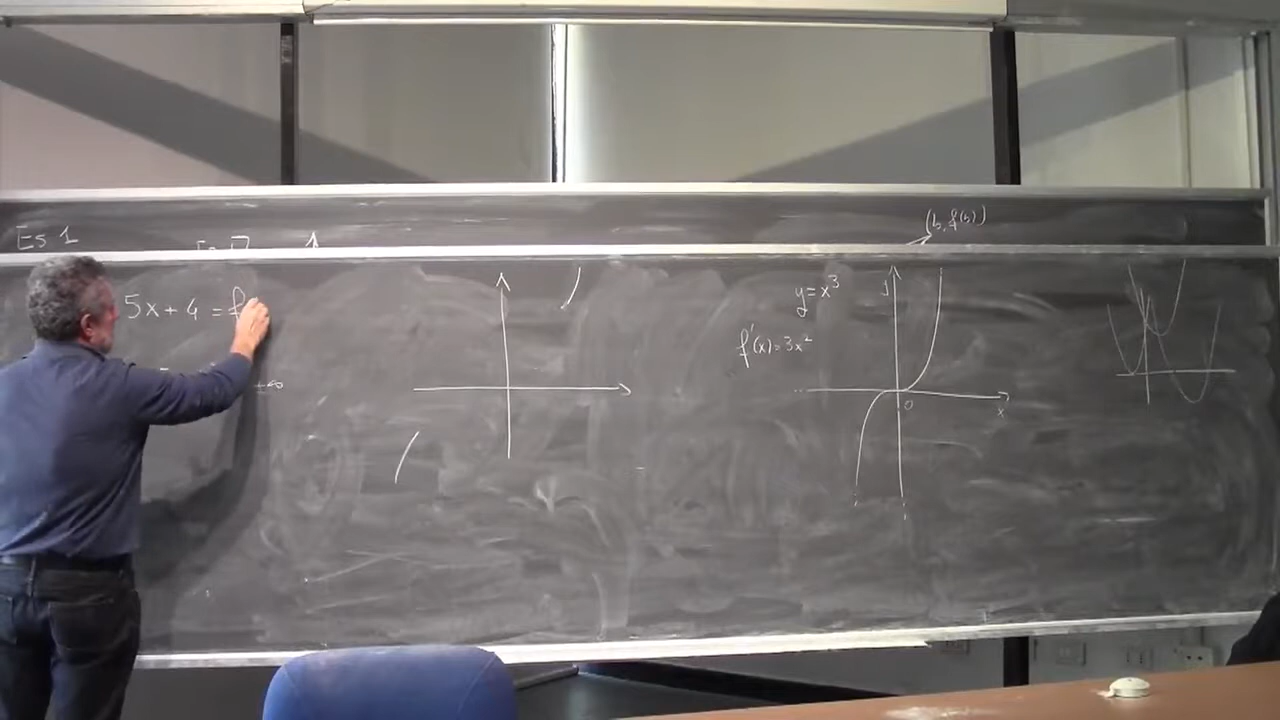 Es 1
(b, f(b))
5x + 4 = f
±∞
y = x³
f'(x) = 3x²
y
0
x